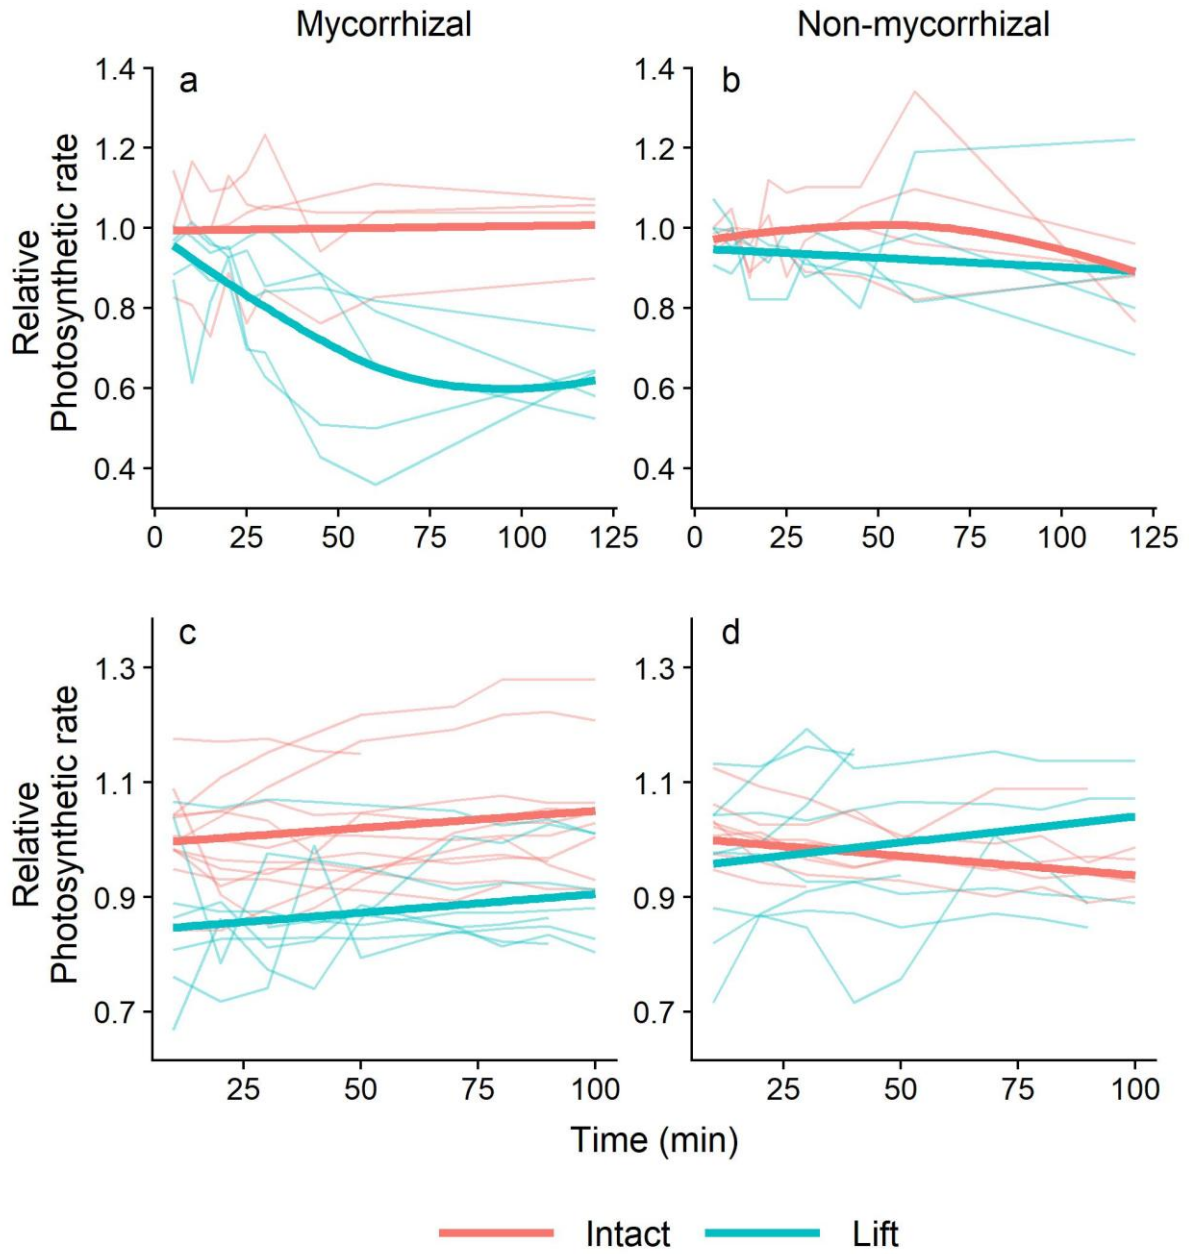 Mycorrhizal
Non-mycorrhizal
a
b
Relative
Photosynthetic rate
1.4
1.2
1.0
0.8
0.6
0.4
1.4
1.2
1.0
0.8
0.6
0.4
0 25 50 75 100 125
0 25 50 75 100 125
c
d
Relative
Photosynthetic rate
1.3
1.1
0.9
0.7
1.3
1.1
0.9
0.7
25 50 75 100
25 50 75 100
Time (min)
Intact
Lift